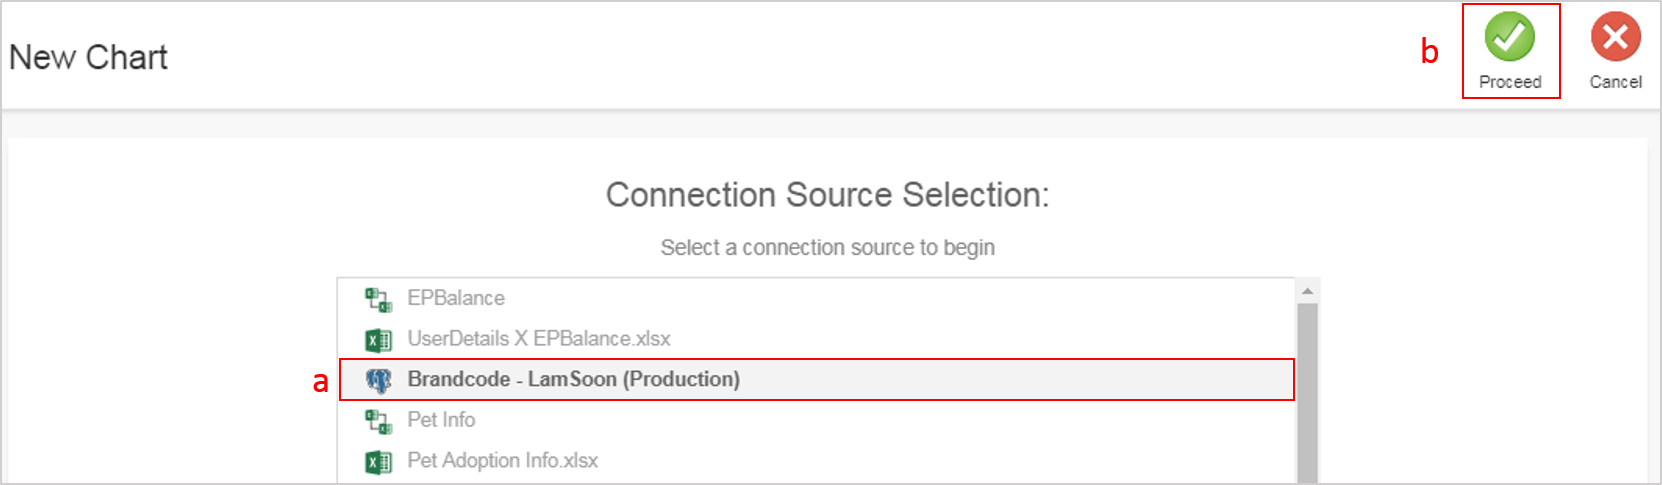 New Chart
b
Proceed
Cancel
Connection Source Selection:
Select a connection source to begin
EPBalance
UserDetails X EPBalance.xlsx
a
Brandcode - LamSoon (Production)
Pet Info
Pet Adoption Info.xlsx